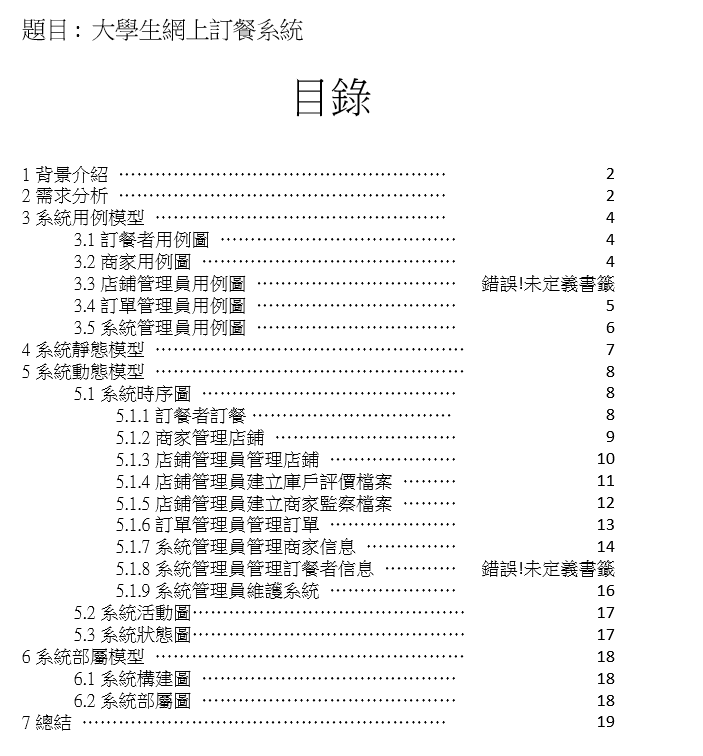 題目: 大學生網上訂餐系統
目錄
1 背景介紹 ……………………………………………… 2
2 需求分析 ……………………………………………… 2
3 系統用例模型 ………………………………………… 4
3.1 訂餐者用例圖 ………………………………… 4
3.2 商家用例圖 …………………………………… 4
3.3 店鋪管理員用例圖 …………………………… 錯誤!未定義書籤
3.4 訂單管理員用例圖 …………………………… 5
3.5 系統管理員用例圖 …………………………… 6
4 系統靜態模型 …………………………………………… 7
5 系統動態模型 …………………………………………… 8
5.1 系統時序圖 …………………………………… 8
5.1.1 訂餐者訂餐 …………………………… 8
5.1.2 商家管理店鋪 ………………………… 9
5.1.3 店鋪管理員管理店鋪 ………………… 10
5.1.4 店鋪管理員建立庫戶評價檔案 ……… 11
5.1.5 店鋪管理員建立商家監察檔案 ……… 12
5.1.6 訂單管理員管理訂單 ………………… 13
5.1.7 系統管理員管理商家信息 …………… 14
5.1.8 系統管理員管理訂餐者信息 ………… 錯誤!未定義書籤
5.1.9 系統管理員維護系統 ………………… 16
5.2 系統活動圖……………………………………… 17
5.3 系統狀態圖……………………………………… 17
6 系統部屬模型 …………………………………………… 18
6.1 系統構建圖 …………………………………… 18
6.2 系統部屬圖 …………………………………… 18
7 總結 …………………………………………………… 19